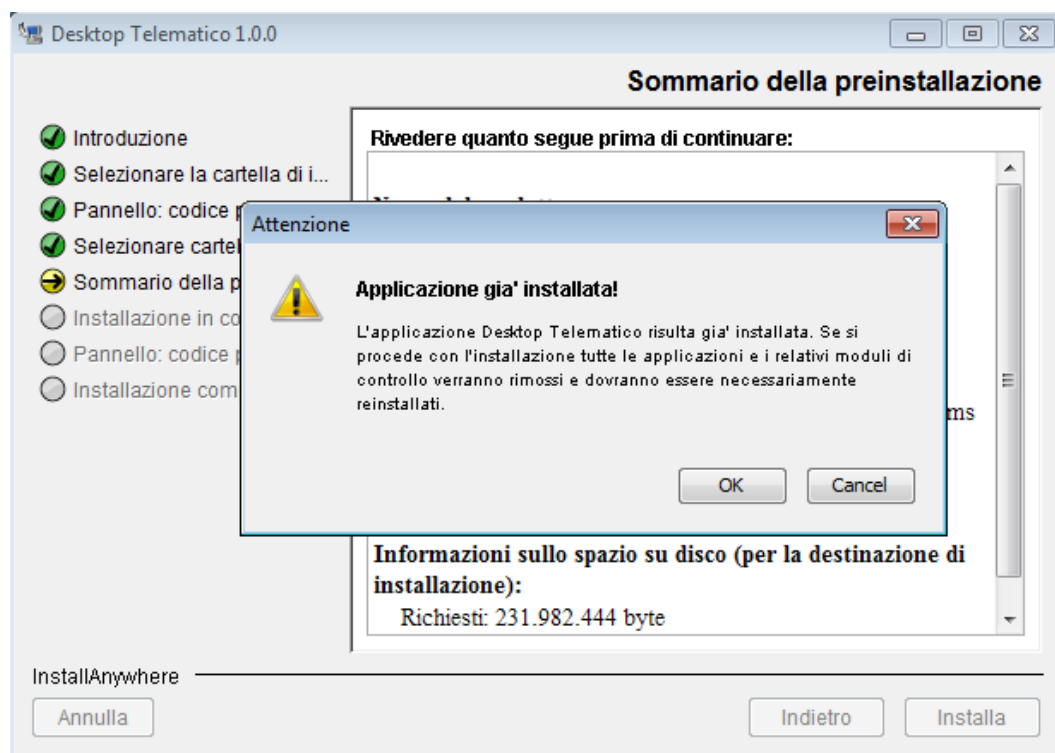 Desktop Telematico 1.0.0
Sommario della preinstallazione
Introduzione
Selezionare la cartella di i...
Pannello: codice
Selezionare
Sommario della
Installazione in
Pannello: codice
Installazione
Rivedere quanto segue prima di continuare:
Attenzione
Applicazione gia' installata!
L'applicazione Desktop Telematico risulta gia' installata. Se si
procede con l'installazione tutte le applicazioni e i relativi moduli di
controllo verranno rimossi e dovranno essere necessariamente
reinstallati.
OK
Cancel
Informazioni sullo spazio su disco (per la destinazione di
installazione):
Richiesti: 231.982.444 byte
InstallAnywhere
Annulla
Indietro
Installa